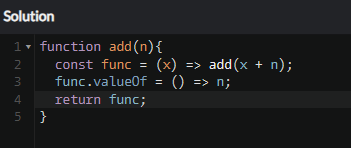 Solution
1 function add(n){
2   const func = (x) => add(x + n);
3   func.valueOf = () => n;
4   return func;
5 }